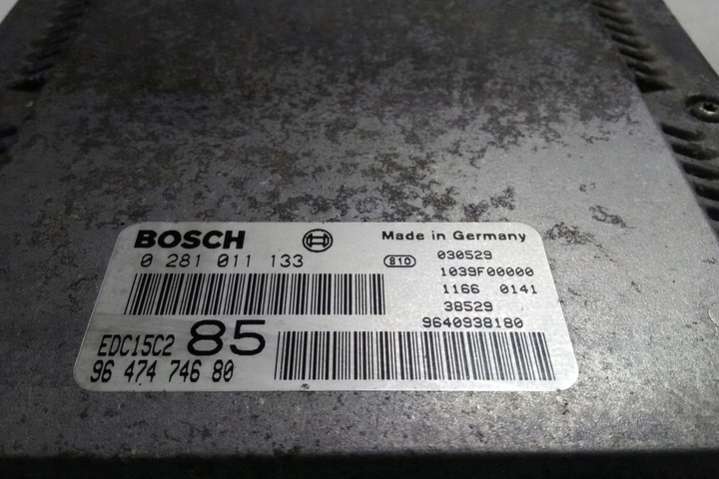 BOSCH
Made in Germany
0 281 011 133
810
030529
1039F00000
1166 0141
38529
9640938180
EDC15C2 85
96 474 746 80